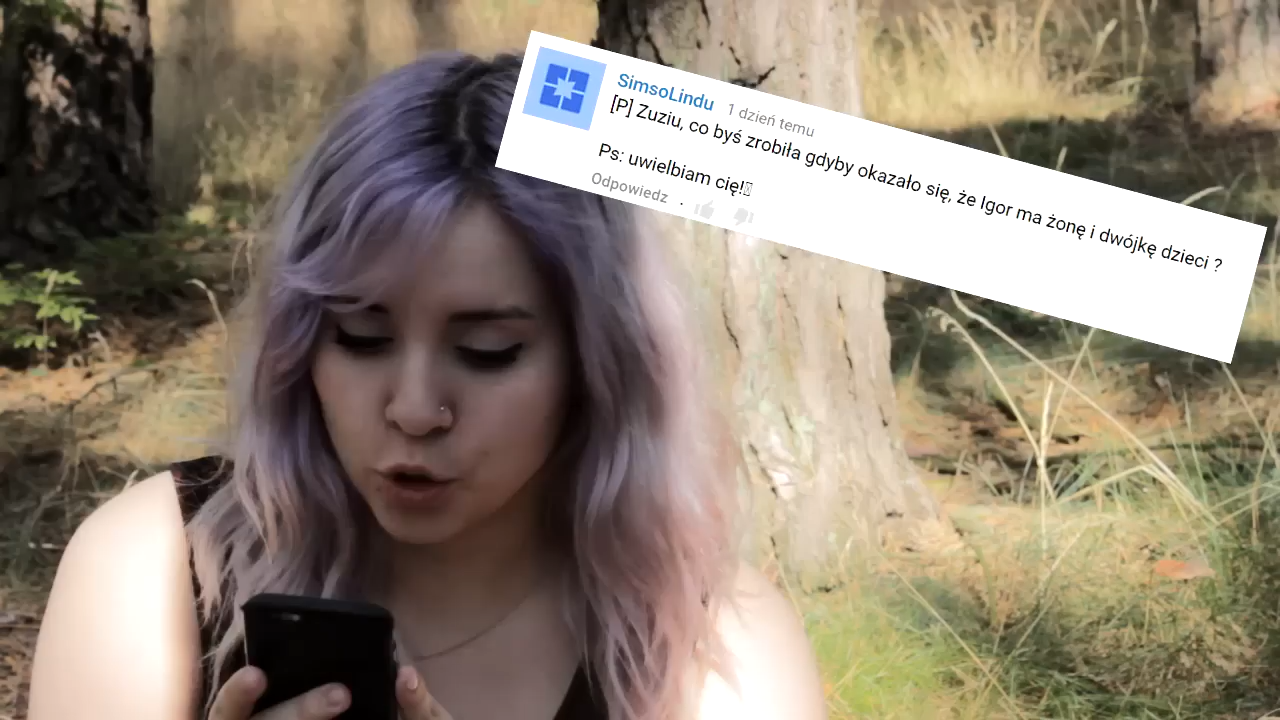 SimsoLindu 1 dzień temu
[P] Zuziu, co byś zrobiła gdyby okazało się, że Igor ma żonę i dwójkę dzieci ?
Ps: uwielbiam cię!
Odpowiedz .